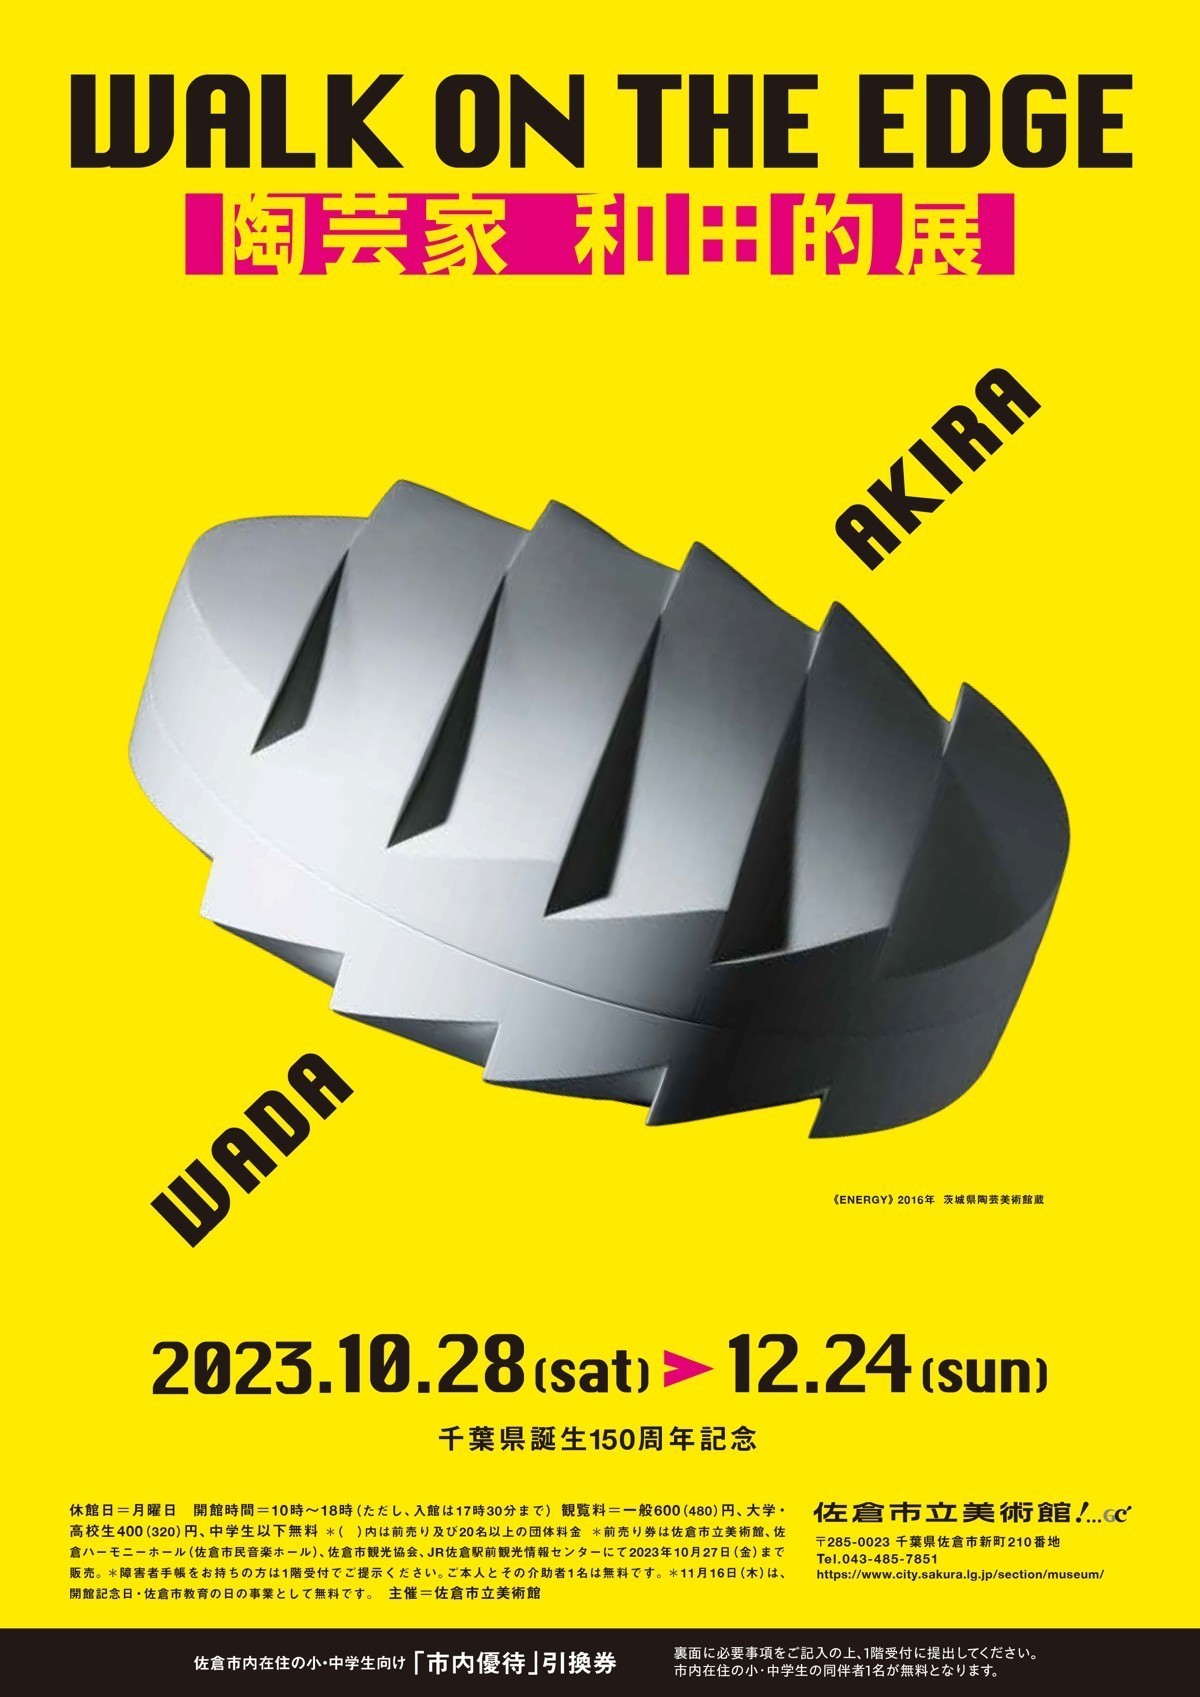 WALK ON THE EDGE
陶芸家 和田的展
AKIRA
WADA
《ENERGY》 2016年 茨城県陶芸美術館蔵
2023.10.28(sat)➤12.24(sun)
千葉県誕生150周年記念
休館日＝月曜日 開館時間＝10時〜18時（ただし、入館は17時30分まで） 観覧料＝一般600(480)円、大学・
高校生400(320)円、中学生以下無料 ＊( )内は前売り及び20名以上の団体料金 ＊前売り券は佐倉市立美術館、佐
倉ハーモニーホール（佐倉市民音楽ホール）、佐倉市観光協会、JR佐倉駅前観光情報センターにて2023年10月27日（金）まで
販売。＊障害者手帳をお持ちの方は1階受付でご提示ください。ご本人とその介助者1名は無料です。＊11月16日（木）は、
開館記念日・佐倉市教育の日の事業として無料です。 主催＝佐倉市立美術館
佐倉市立美術館!...GC'
〒285-0023 千葉県佐倉市新町210番地
Tel.043-485-7851
https://www.city.sakura.lg.jp/section/museum/
佐倉市内在住の小・中学生向け「市内優待」引換券
裏面に必要事項をご記入の上、1階受付に提出してください。
市内在住の小・中学生の同伴者1名が無料となります。